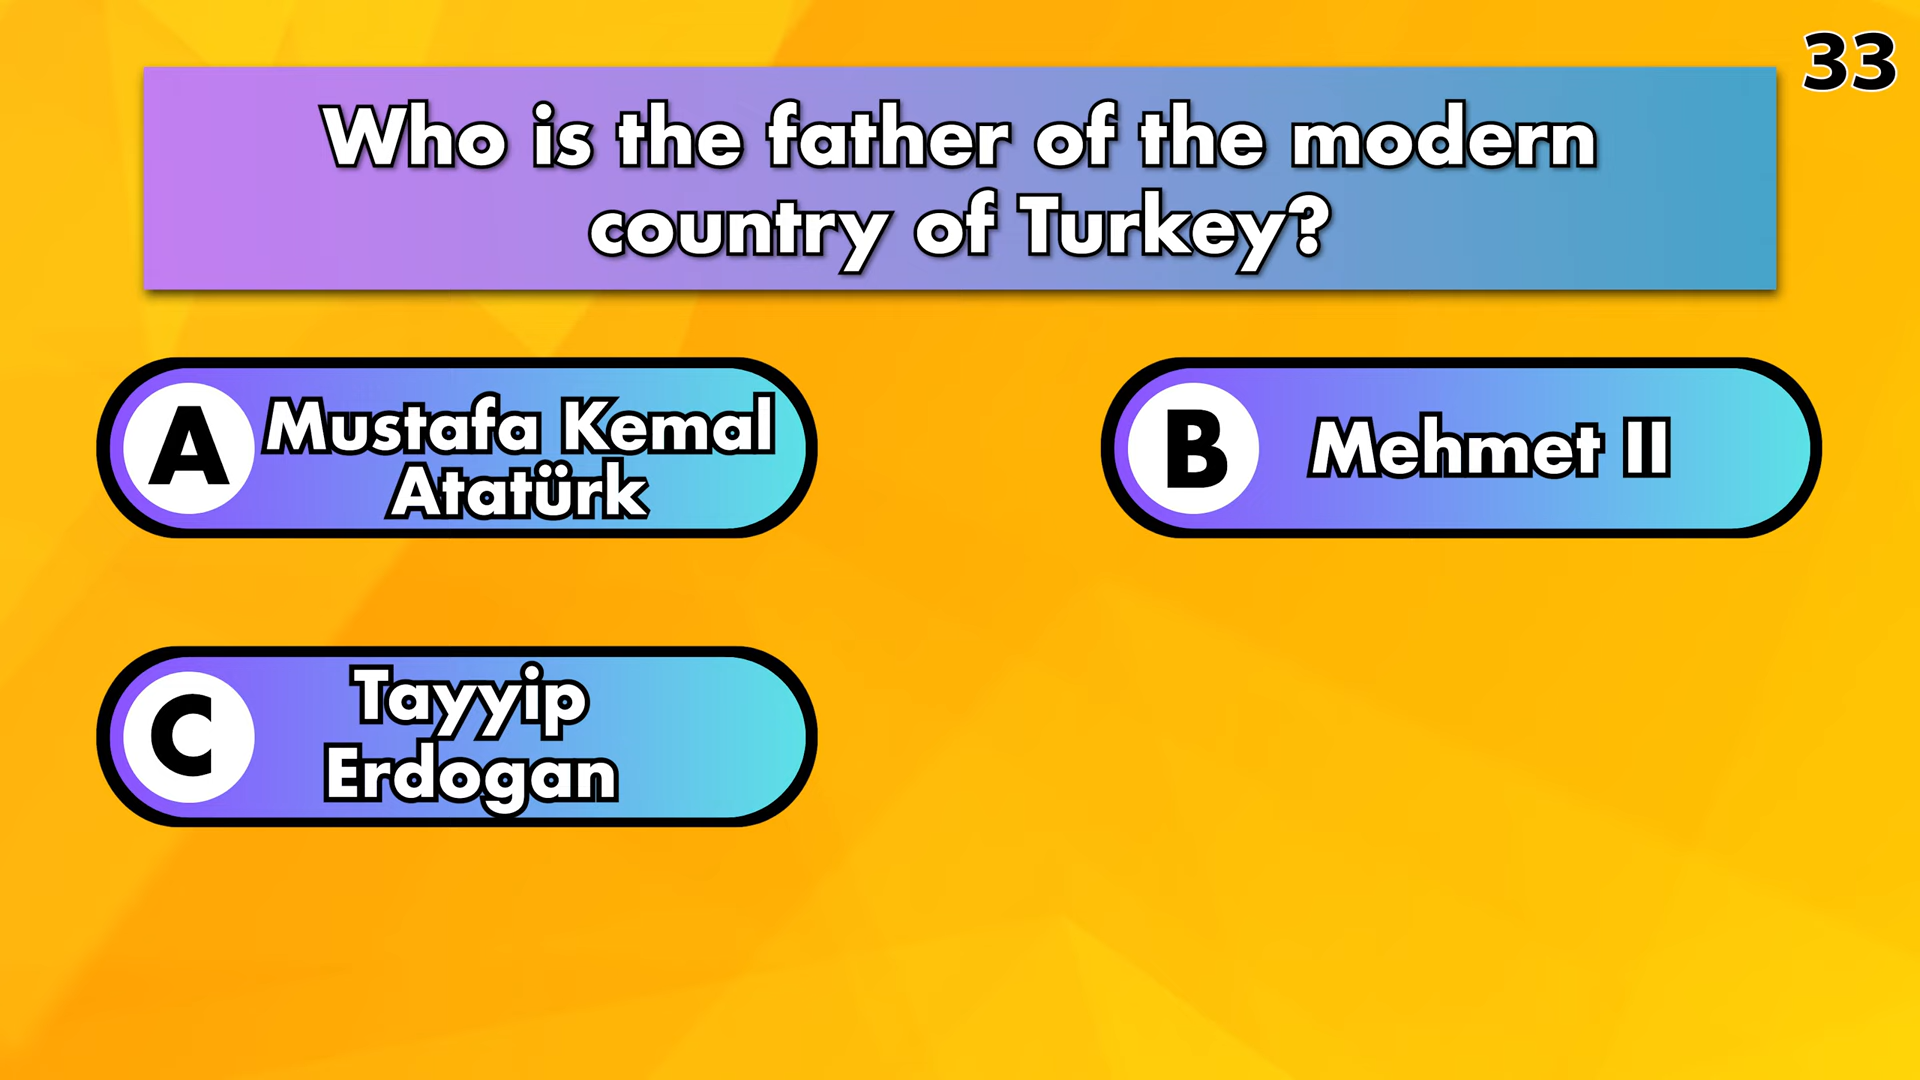 33
Who is the father of the modern
country of Turkey?
A Mustafa Kemal
Atatürk
B Mehmet II
C Tayyip
Erdogan